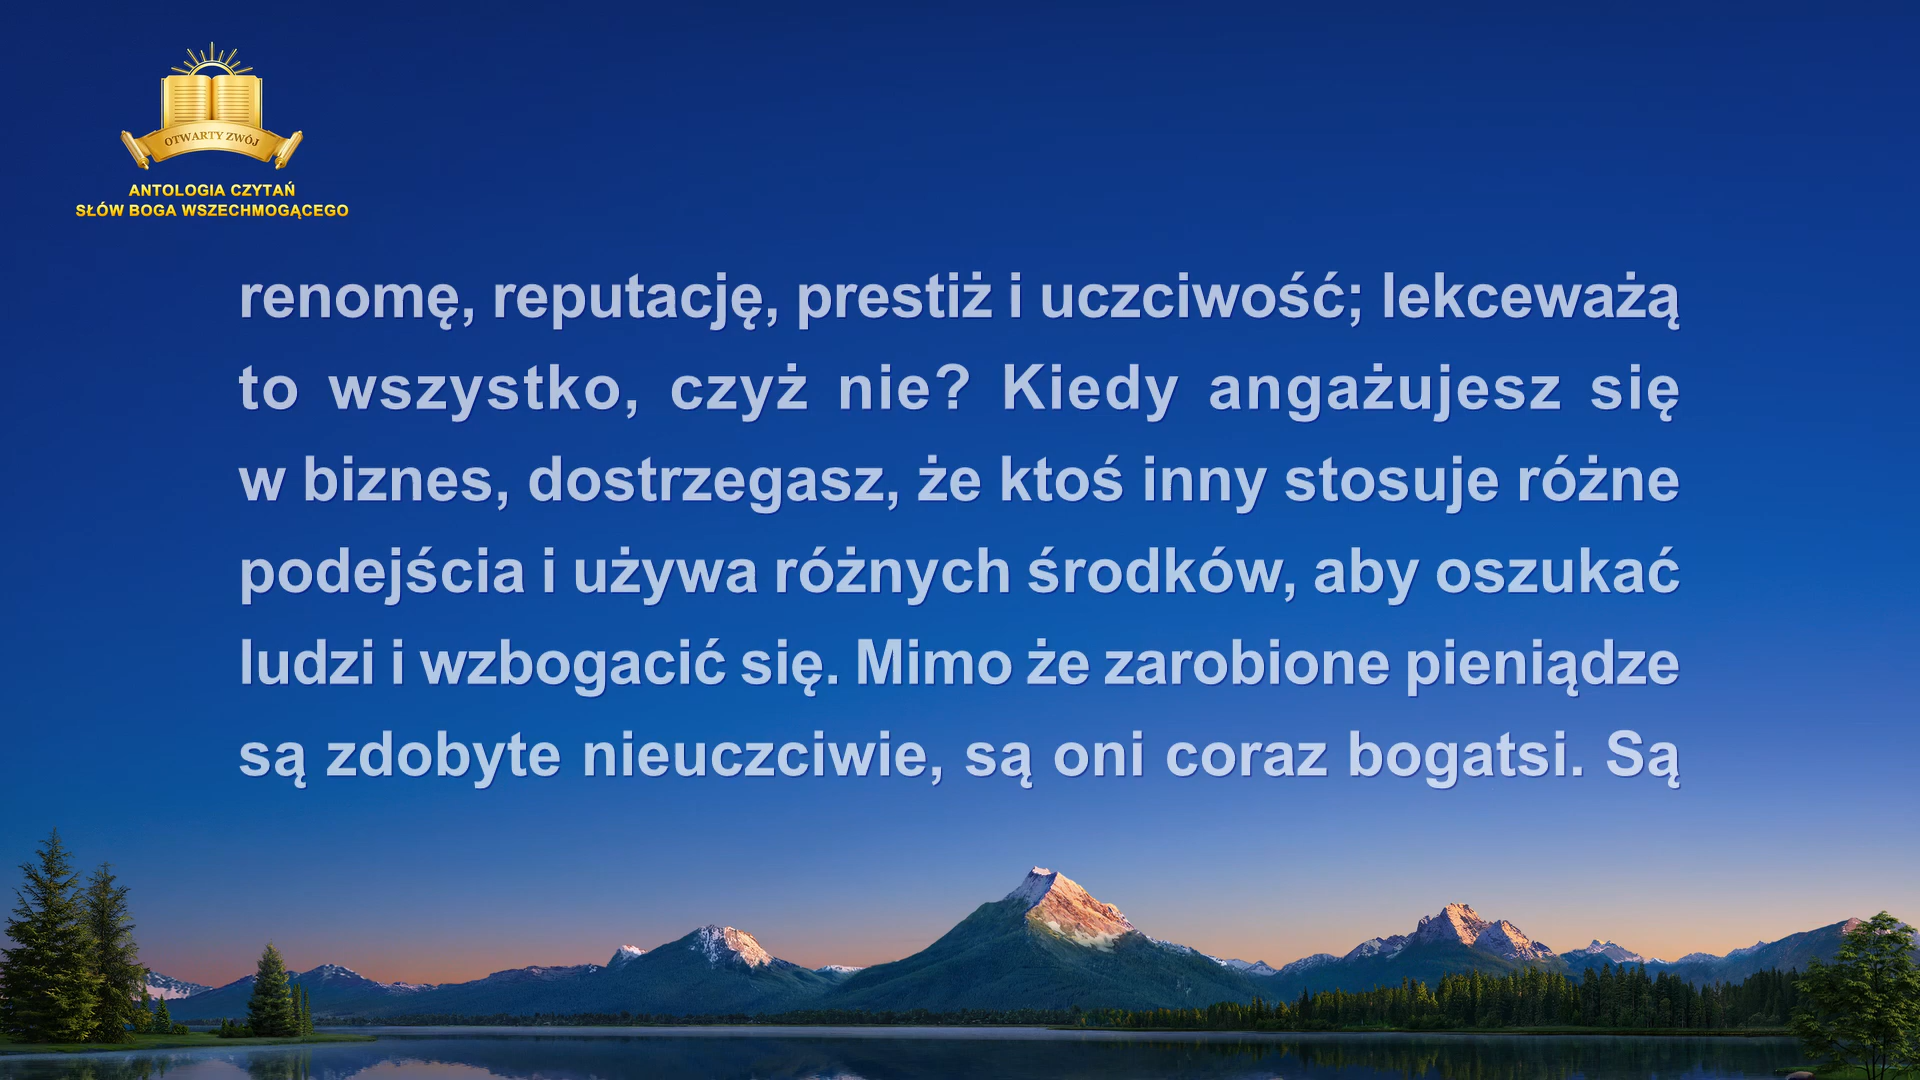 OTWARTY ZWÓJ
ANTOLOGIA CZYTAŃ
SŁÓW BOGA WSZECHMOGĄCEGO
renomę, reputację, prestiż i uczciwość; lekceważą
to wszystko, czyż nie? Kiedy angażujesz się
w biznes, dostrzegasz, że ktoś inny stosuje różne
podejścia i używa różnych środków, aby oszukać
ludzi i wzbogacić się. Mimo że zarobione pieniądze
są zdobyte nieuczciwie, są oni coraz bogatsi. Są